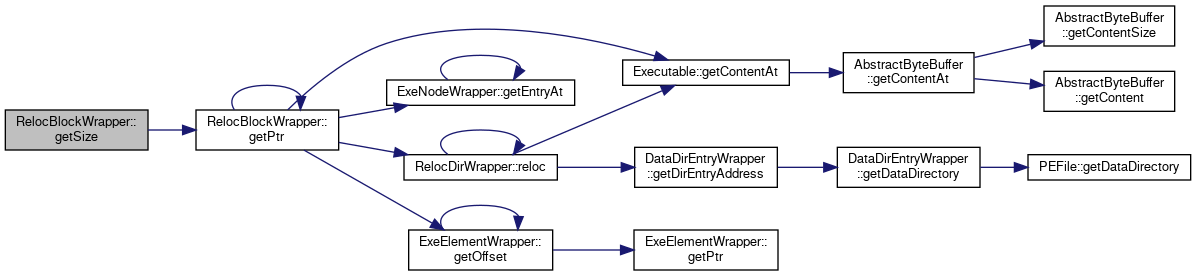 RelocBlockWrapper::
getSize
RelocBlockWrapper::
getPtr
ExeNodeWrapper::getEntryAt
RelocDirWrapper::reloc
ExeElementWrapper::
getOffset
Executable::getContentAt
DataDirEntryWrapper
::getDirEntryAddress
ExeElementWrapper::
getPtr
AbstractByteBuffer
::getContentAt
DataDirEntryWrapper
::getDataDirectory
AbstractByteBuffer
::getContentSize
AbstractByteBuffer
::getContent
PEFile::getDataDirectory